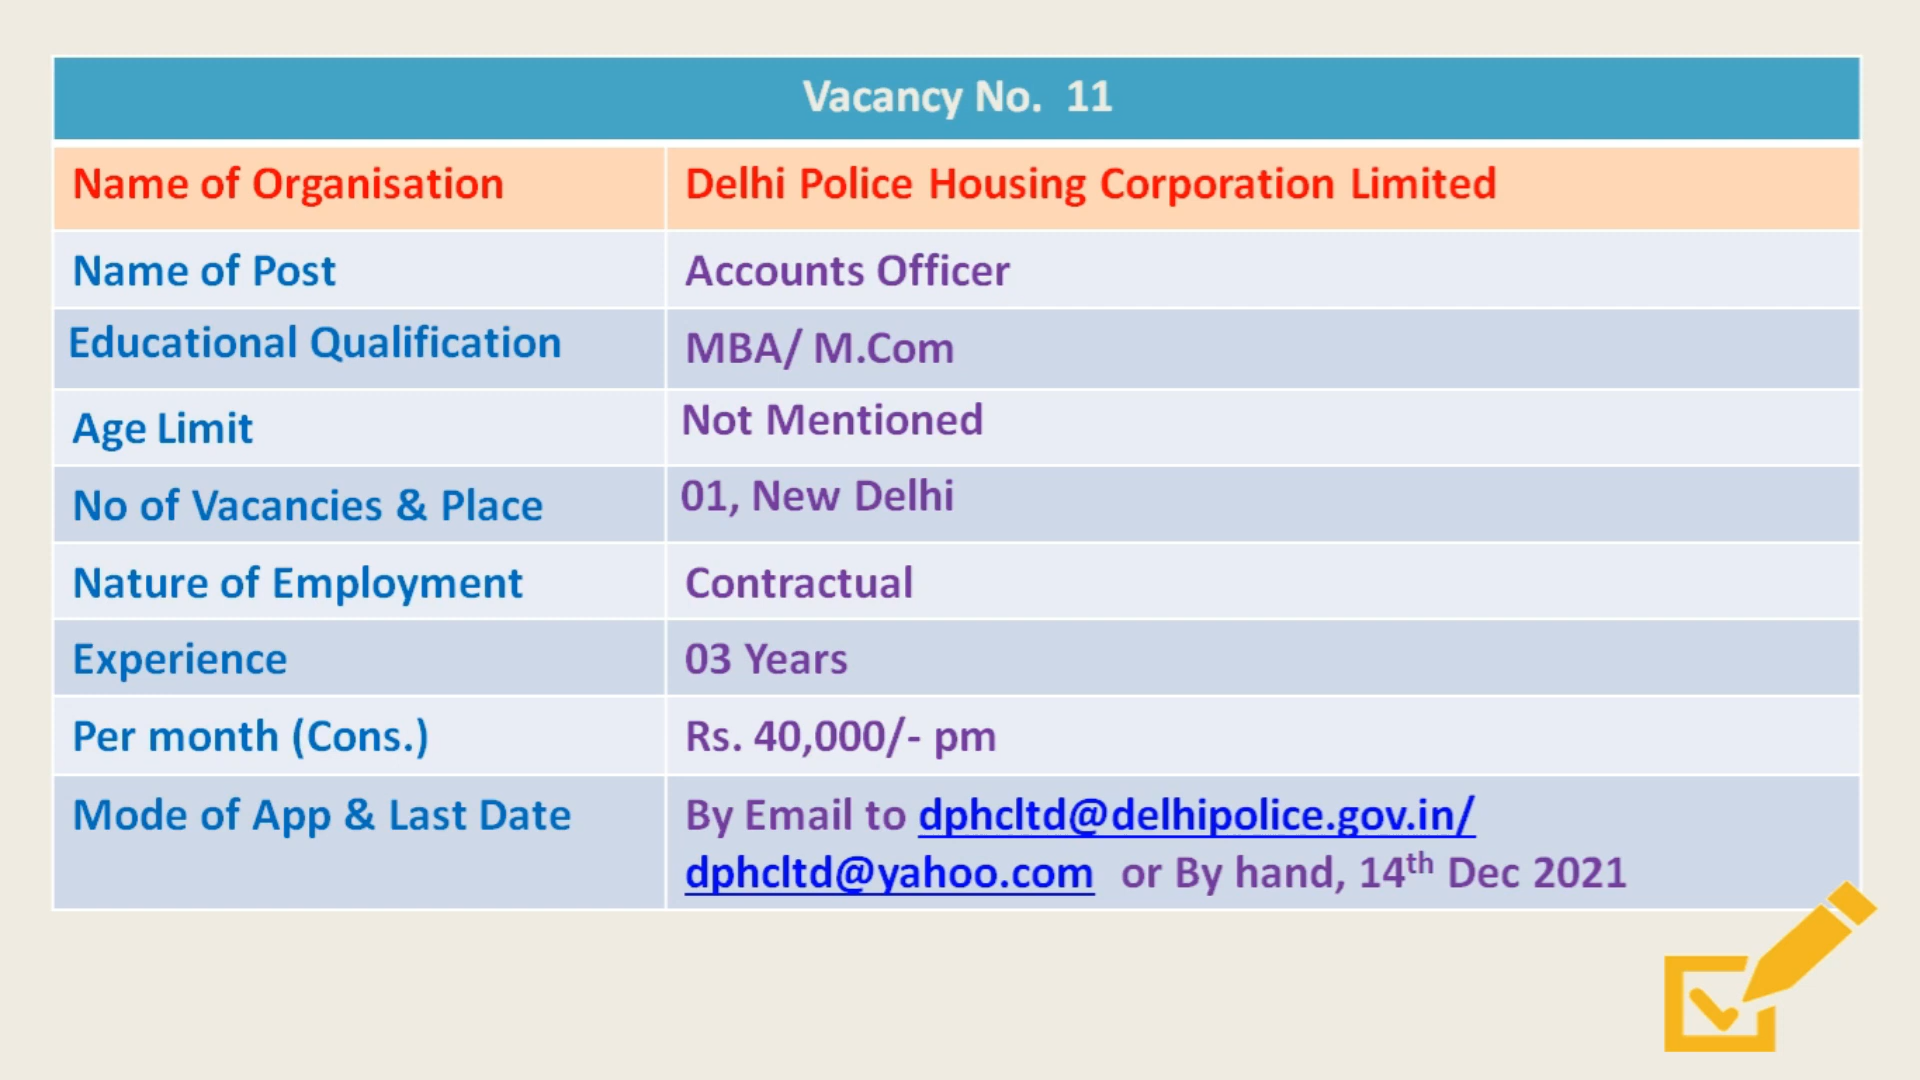 Vacancy No. 11
Name of Organisation Delhi Police Housing Corporation Limited
Name of Post Accounts Officer
Educational Qualification MBA/ M.Com
Age Limit Not Mentioned
No of Vacancies & Place 01, New Delhi
Nature of Employment Contractual
Experience 03 Years
Per month (Cons.) Rs. 40,000/- pm
Mode of App & Last Date By Email to dphcltd@delhipolice.gov.in/
dphcltd@yahoo.com or By hand, 14th Dec 2021